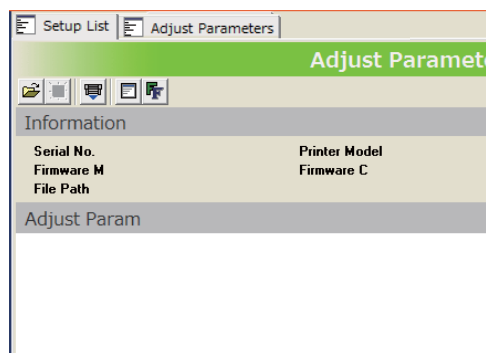 Setup List Adjust Parameters
Adjust Paramet
Information
Serial No. Printer Model
Firmware M Firmware C
File Path
Adjust Param